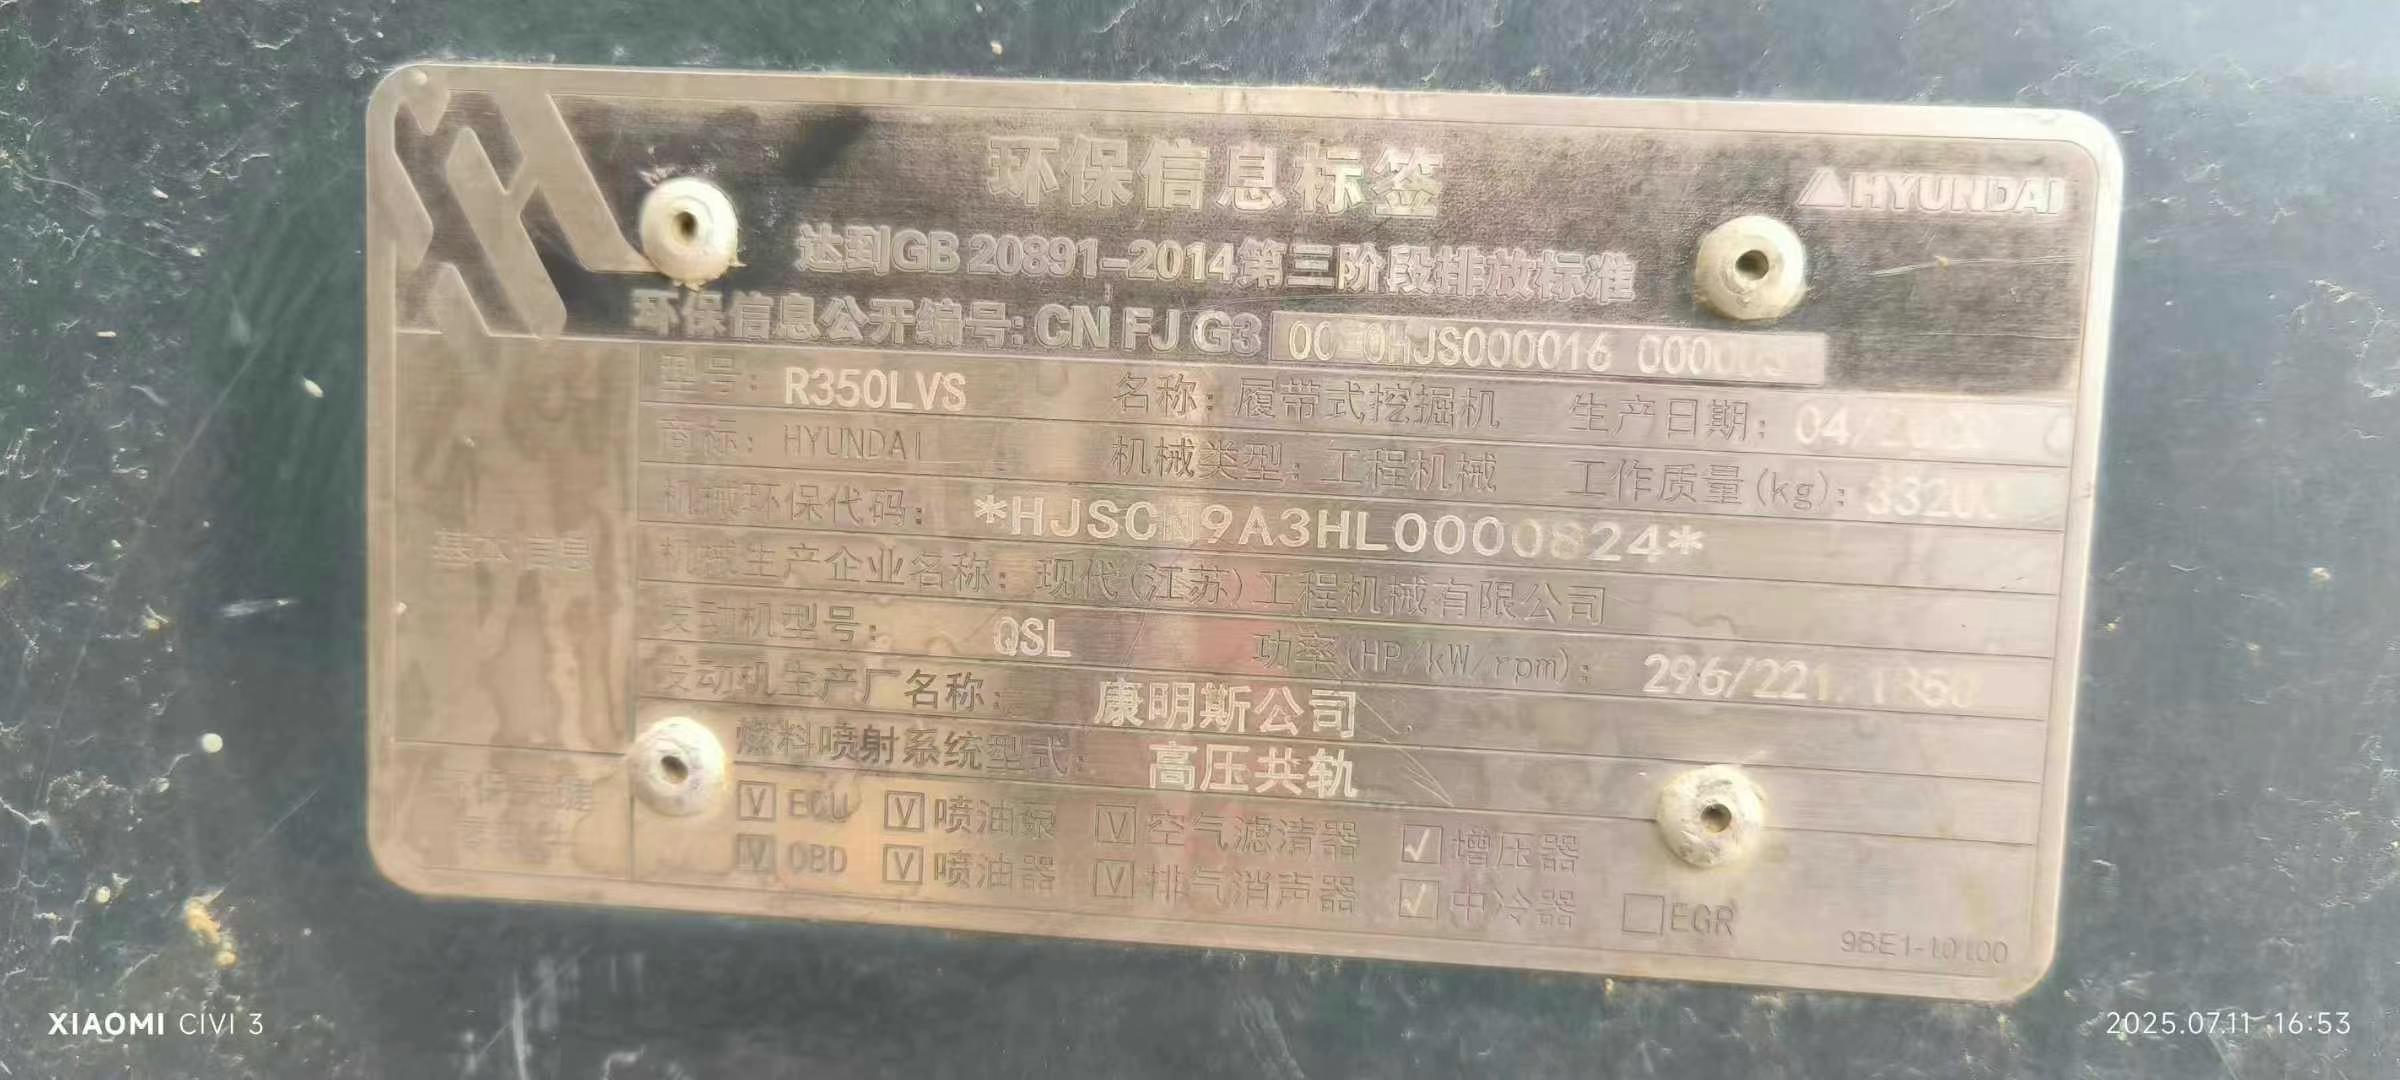 环保信息标签
HYUNDAI
达到GB 20891-2014第三阶段排放标准
环保信息公开编号: CN FJ G3 HJS000016
型号: R350LVS 名称: 履带式挖掘机 生产日期:
商标: HYUNDAI 机械类型: 工程机械 工作质量(kg): 33200
机械环保代码: *HJSCN9A3HL0000824*
基本信息
机械生产企业名称: 现代(江苏)工程机械有限公司
发动机型号: QSL 功率(HP/kW/rpm): 296/221
发动机生产厂名称: 康明斯公司
燃料喷射系统型式: 高压共轨
V ECU V 喷油泵 V 空气滤清器 √ 增压器
V OBD V 喷油器 V 排气消声器 √ 中冷器 EGR
9BE1-10100
XIAOMI CIVI 3
2025.07.11 16:53